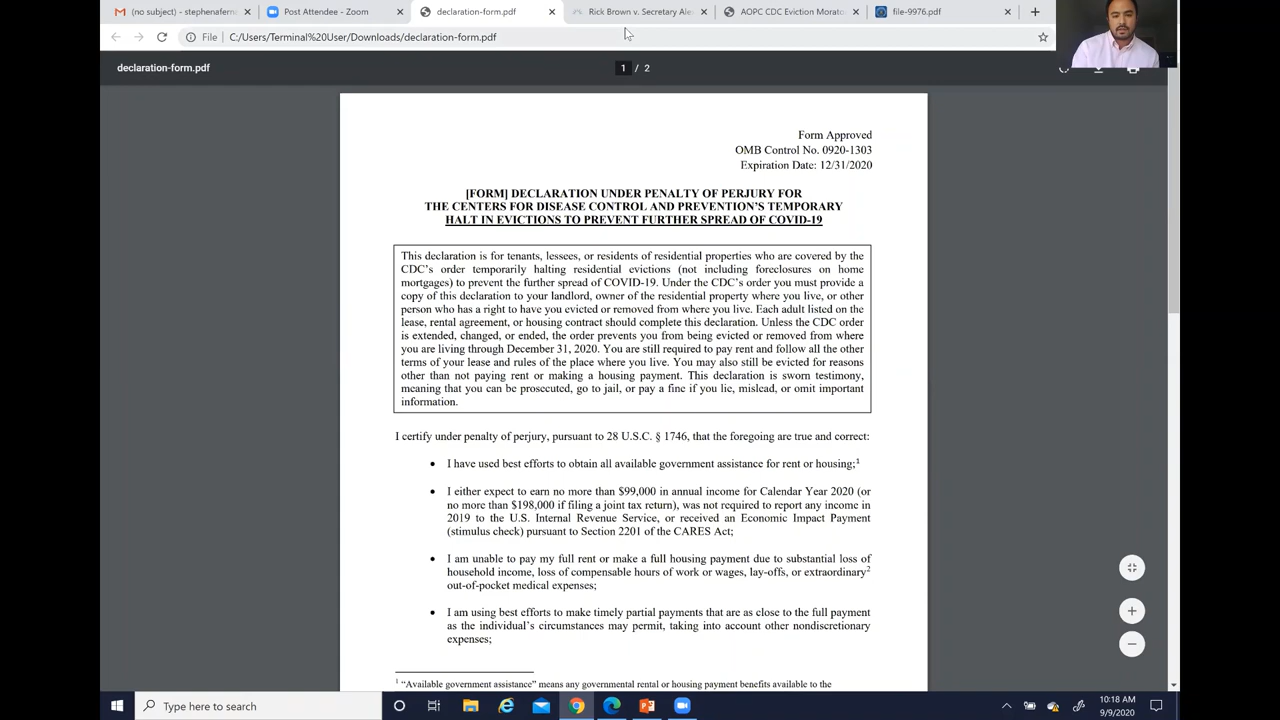 (no subject) - stephenafern
Post Attendee - Zoom
declaration-form.pdf
Rick Brown v. Secretary Ale
AOPC CDC Eviction Morato
file-9976.pdf
File
C:/Users/Terminal%20User/Downloads/declaration-form.pdf
declaration-form.pdf
1 / 2
Form Approved
OMB Control No. 0920-1303
Expiration Date: 12/31/2020
[FORM] DECLARATION UNDER PENALTY OF PERJURY FOR
THE CENTERS FOR DISEASE CONTROL AND PREVENTION'S TEMPORARY
HALT IN EVICTIONS TO PREVENT FURTHER SPREAD OF COVID-19
This declaration is for tenants, lessees, or residents of residential properties who are covered by the
CDC's order temporarily halting residential evictions (not including foreclosures on home
mortgages) to prevent the further spread of COVID-19. Under the CDC's order you must provide a
copy of this declaration to your landlord, owner of the residential property where you live, or other
person who has a right to have you evicted or removed from where you live. Each adult listed on the
lease, rental agreement, or housing contract should complete this declaration. Unless the CDC order
is extended, changed, or ended, the order prevents you from being evicted or removed from where
you are living through December 31, 2020. You are still required to pay rent and follow all the other
terms of your lease and rules of the place where you live. You may also still be evicted for reasons
other than not paying rent or making a housing payment. This declaration is sworn testimony,
meaning that you can be prosecuted, go to jail, or pay a fine if you lie, mislead, or omit important
information.
I certify under penalty of perjury, pursuant to 28 U.S.C. § 1746, that the foregoing are true and correct:
• I have used best efforts to obtain all available government assistance for rent or housing;1
• I either expect to earn no more than $99,000 in annual income for Calendar Year 2020 (or
no more than $198,000 if filing a joint tax return), was not required to report any income in
2019 to the U.S. Internal Revenue Service, or received an Economic Impact Payment
(stimulus check) pursuant to Section 2201 of the CARES Act;
• I am unable to pay my full rent or make a full housing payment due to substantial loss of
household income, loss of compensable hours of work or wages, lay-offs, or extraordinary2
out-of-pocket medical expenses;
• I am using best efforts to make timely partial payments that are as close to the full payment
as the individual's circumstances may permit, taking into account other nondiscretionary
expenses;
1 "Available government assistance" means any governmental rental or housing payment benefits available to the
Type here to search
10:18 AM
9/9/2020